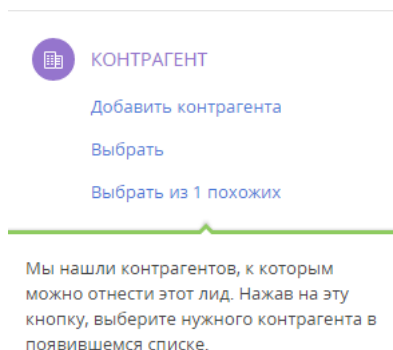 КОНТРАГЕНТ
Добавить контрагента
Выбрать
Выбрать из 1 похожих
Мы нашли контрагентов, к которым
можно отнести этот лид. Нажав на эту
кнопку, выберите нужного контрагента в
появившемся списке.